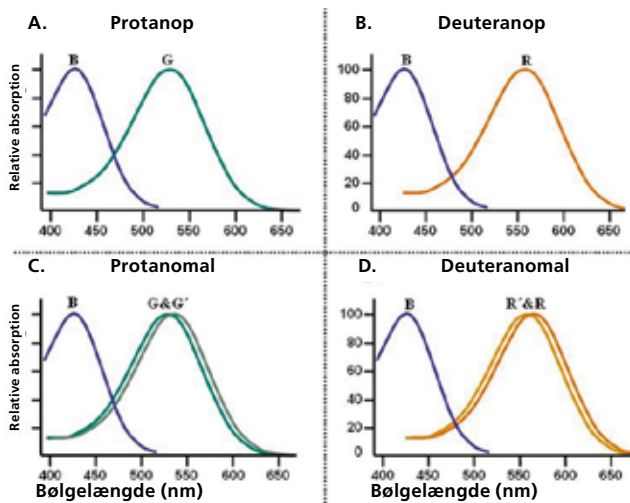 A. Protanop
B G
Relative absorption
400 450 500 550 600 650
B. Deuteranop
B R
100
80
60
40
20
0
400 450 500 550 600 650
C. Protanomal
B G&G´
Relative absorption
400 450 500 550 600 650
Bølgelængde (nm)
D. Deuteranomal
B R´&R
100
80
60
40
20
0
400 450 500 550 600 650
Bølgelængde (nm)